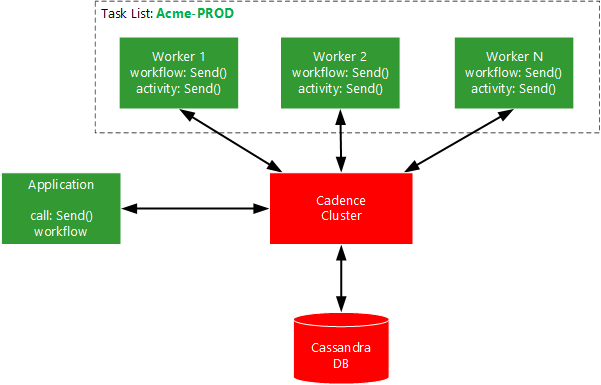 Task List: Acme-PROD
Worker 1
workflow: Send()
activity: Send()
Worker 2
workflow: Send()
activity: Send()
Worker N
workflow: Send()
activity: Send()
Application
call: Send()
workflow
Cadence
Cluster
Cassandra
DB